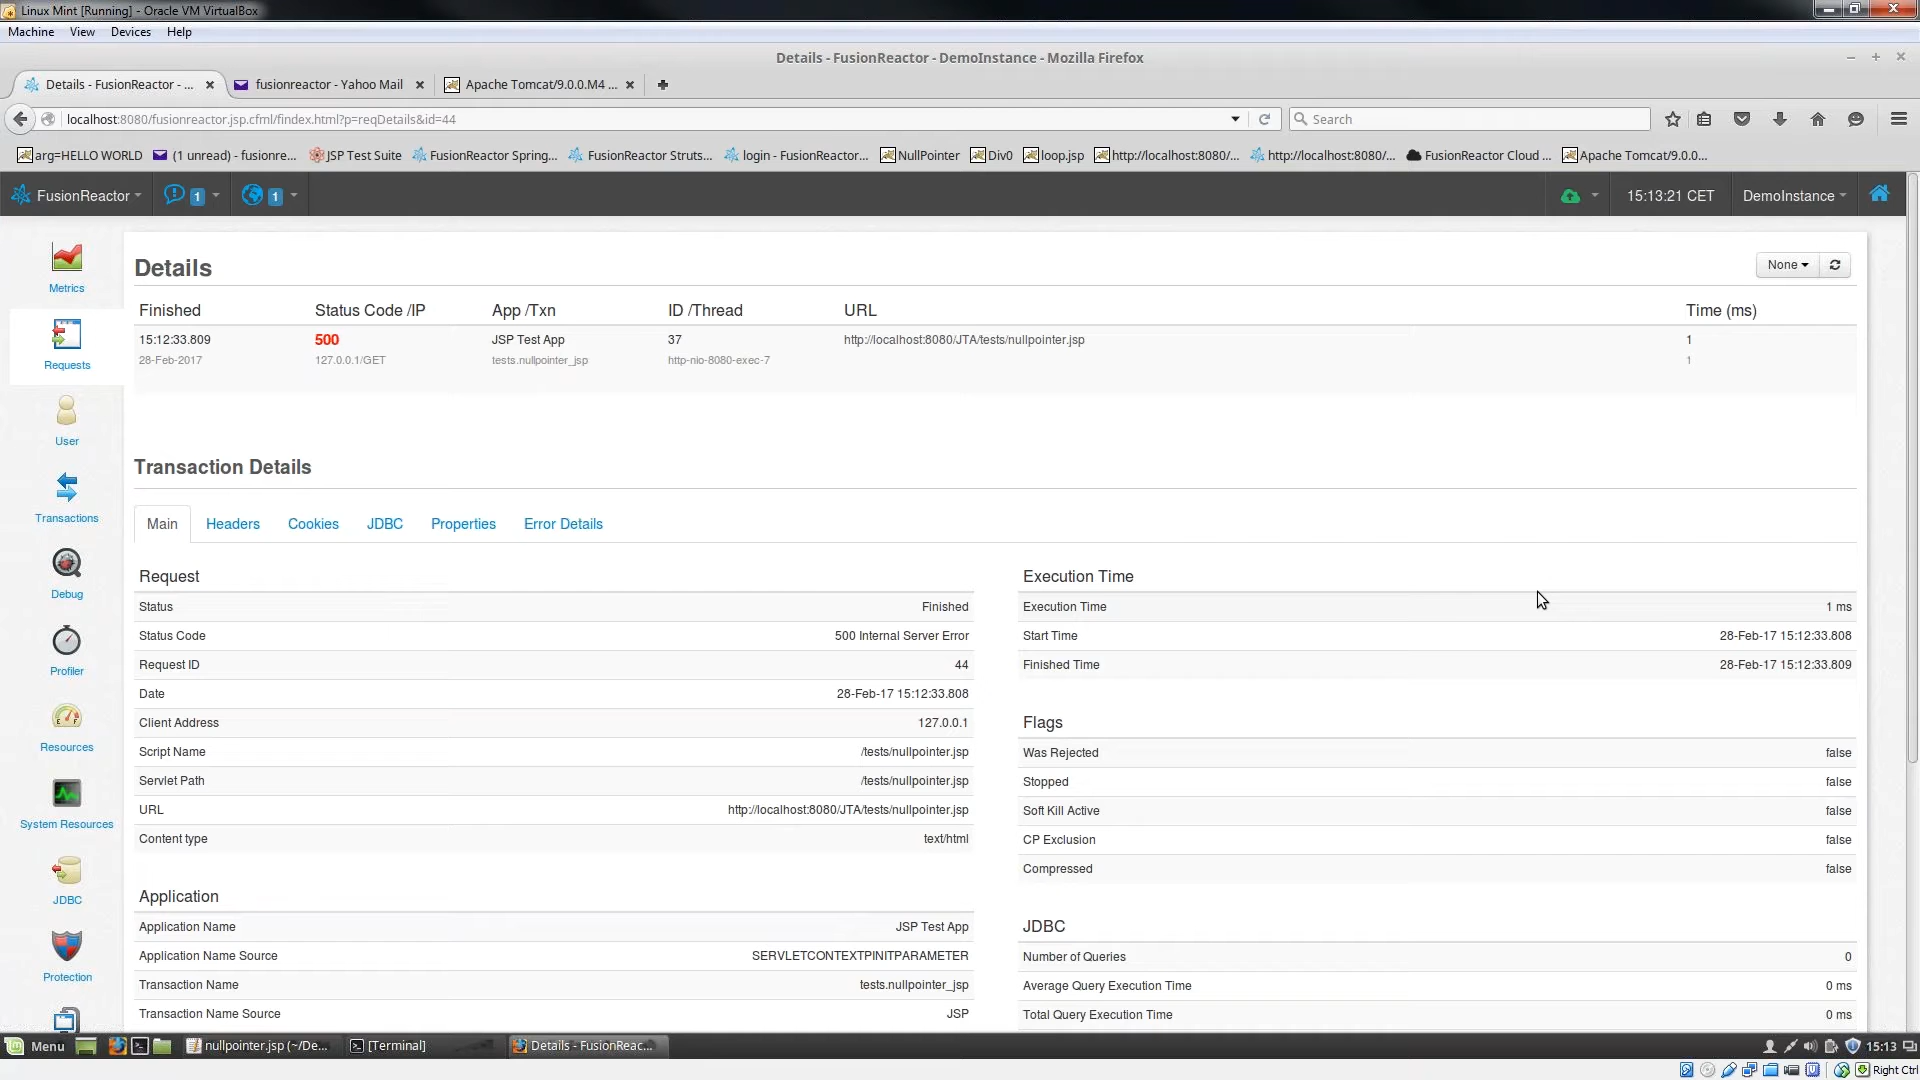 Linux Mint [Running] - Oracle VM VirtualBox
Machine View Devices Help
Details - FusionReactor - DemoInstance - Mozilla Firefox
Details - FusionReactor - ...
fusionreactor - Yahoo Mail
Apache Tomcat/9.0.0.M4 ...
localhost:8080/fusionreactor.jsp.cfml/findex.html?p=reqDetails&id=44
Search
arg=HELLO WORLD (1 unread) - fusionre... JSP Test Suite FusionReactor Spring... FusionReactor Struts... login - FusionReactor... NullPointer Div0 loop.jsp http://localhost:8080/... http://localhost:8080/... FusionReactor Cloud ... Apache Tomcat/9.0.0...
FusionReactor 1 1 15:13:21 CET DemoInstance
Metrics
Requests
User
Transactions
Debug
Profiler
Resources
System Resources
JDBC
Protection
Details
None
Finished Status Code /IP App /Txn ID /Thread URL Time (ms)
15:12:33.809 500 JSP Test App 37 http://localhost:8080/JTA/tests/nullpointer.jsp 1
28-Feb-2017 127.0.0.1/GET tests.nullpointer_jsp http-nio-8080-exec-7 1
Transaction Details
Main Headers Cookies JDBC Properties Error Details
Request
Status Finished
Status Code 500 Internal Server Error
Request ID 44
Date 28-Feb-17 15:12:33.808
Client Address 127.0.0.1
Script Name /tests/nullpointer.jsp
Servlet Path /tests/nullpointer.jsp
URL http://localhost:8080/JTA/tests/nullpointer.jsp
Content type text/html
Application
Application Name JSP Test App
Application Name Source SERVLETCONTEXTPINITPARAMETER
Transaction Name tests.nullpointer_jsp
Transaction Name Source JSP
Execution Time
Execution Time 1 ms
Start Time 28-Feb-17 15:12:33.808
Finished Time 28-Feb-17 15:12:33.809
Flags
Was Rejected false
Stopped false
Soft Kill Active false
CP Exclusion false
Compressed false
JDBC
Number of Queries 0
Average Query Execution Time 0 ms
Total Query Execution Time 0 ms
Menu nullpointer.jsp (~/De... [Terminal] Details - FusionReac... 15:13
Right Ctrl